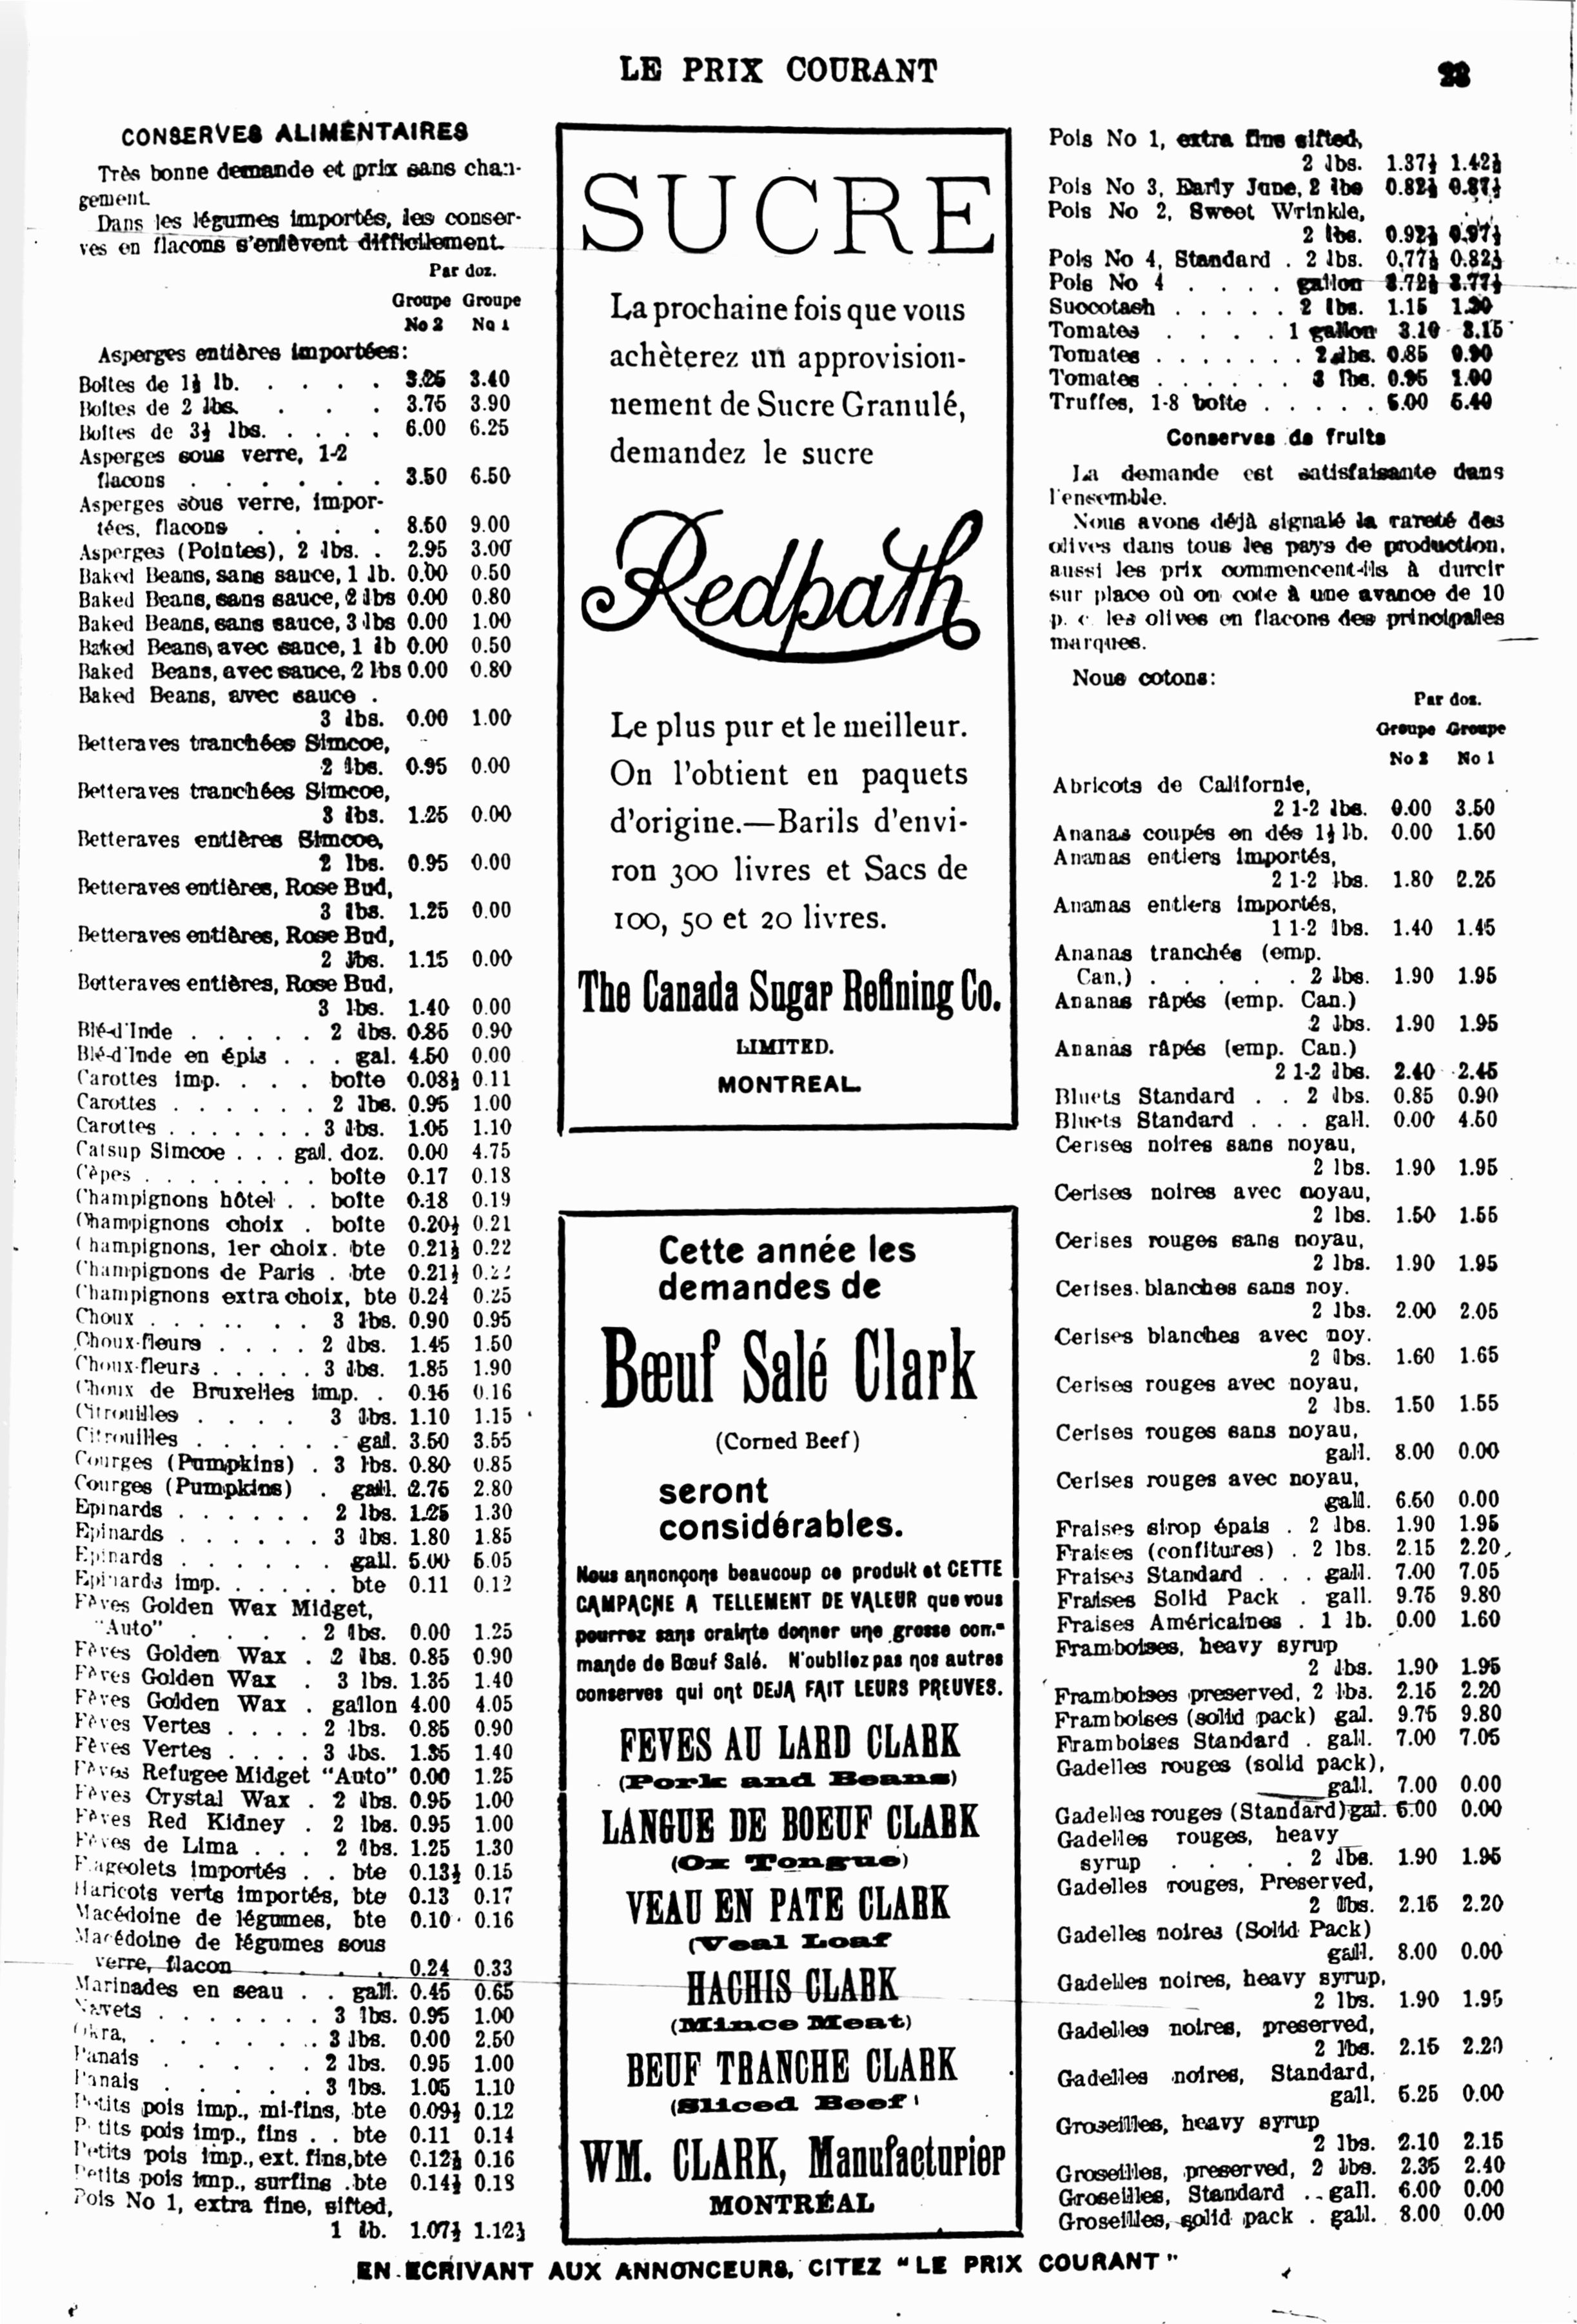 LE PRIX COURANT
CONSERVES ALIMENTAIRES
Très bonne demande et prix sans chan-
gement.
Dans les légumes importés, les conser-
ves en flacons s'enlèvent difficilement.
Par doz.
Groupe Groupe
No 2 No 1
Asperges entières importées:
Boîtes de 1½ lb. . . . . 3.25 3.40
Boîtes de 2 lbs. . . . 3.75 3.90
Boîtes de 3½ lbs. . . . . 6.00 6.25
Asperges sous verre, 1-2
flacons . . . . . . 3.50 6.50
Asperges sous verre, impor-
tées, flacons . . . . 8.50 9.00
Asperges (Pointes), 2 lbs. . 2.95 3.00
Baked Beans, sans sauce, 1 lb. 0.00 0.50
Baked Beans, sans sauce, 2 lbs 0.00 0.80
Baked Beans, sans sauce, 3 lbs 0.00 1.00
Baked Beans, avec sauce, 1 lb 0.00 0.50
Baked Beans, avec sauce, 2 lbs 0.00 0.80
Baked Beans, avec sauce .
3 lbs. 0.00 1.00
Betteraves tranchées Simcoe,
2 lbs. 0.95 0.00
Betteraves tranchées Simcoe,
3 lbs. 1.25 0.00
Betteraves entières Simcoe,
2 lbs. 0.95 0.00
Betteraves entières, Rose Bud,
3 lbs. 1.25 0.00
Betteraves entières, Rose Bud,
2 lbs. 1.15 0.00
Betteraves entières, Rose Bud,
3 lbs. 1.40 0.00
Blé-d'Inde . . . . . 2 lbs. 0.85 0.90
Blé-d'Inde en épis . . . gal. 4.50 0.00
Carottes imp. . . . boîte 0.08½ 0.11
Carottes . . . . . . 2 lbs. 0.95 1.00
Carottes . . . . . . . 3 lbs. 1.05 1.10
Catsup Simcoe . . . gal. doz. 0.00 4.75
Cèpes . . . . . . . . boîte 0.17 0.18
Champignons hôtel . . boîte 0.18 0.19
Champignons choix . boîte 0.20½ 0.21
Champignons, 1er choix. bte 0.21½ 0.22
Champignons de Paris . bte 0.21½
Champignons extra choix, bte 0.24 0.25
Choux . . . . . . . 3 lbs. 0.90 0.95
Choux-fleurs . . . . 2 lbs. 1.45 1.50
Choux-fleurs . . . . . 3 lbs. 1.85 1.90
Choux de Bruxelles imp. . 0.15 0.16
Citrouilles . . . . 3 lbs. 1.10 1.15
Citrouilles . . . . . . gal. 3.50 3.55
Courges (Pumpkins) . 3 lbs. 0.80 0.85
Courges (Pumpkins) . gall. 2.75 2.80
Epinards . . . . . . 2 lbs. 1.25 1.30
Epinards . . . . . . 3 lbs. 1.80 1.85
Epinards . . . . . . gall. 5.00 5.05
Epinards imp. . . . . . bte 0.11 0.12
Fèves Golden Wax Midget,
"Auto" . . . . 2 lbs. 0.00 1.25
Fèves Golden Wax . 2 lbs. 0.85 0.90
Fèves Golden Wax . 3 lbs. 1.35 1.40
Fèves Golden Wax . gallon 4.00 4.05
Fèves Vertes . . . . 2 lbs. 0.85 0.90
Fèves Vertes . . . . 3 lbs. 1.35 1.40
Fèves Refugee Midget "Auto" 0.00 1.25
Fèves Crystal Wax . 2 lbs. 0.95 1.00
Fèves Red Kidney . 2 lbs. 0.95 1.00
Fèves de Lima . . . 2 lbs. 1.25 1.30
Flageolets importés . . bte 0.13½ 0.15
Haricots verts importés, bte 0.13 0.17
Macédoine de légumes, bte 0.10 0.16
Macédoine de légumes sous
verre, flacon . . . . 0.24 0.33
Marinades en seau . . gall. 0.45 0.65
Navets . . . . . . . 3 lbs. 0.95 1.00
Okra, . . . . . . . 3 lbs. 0.00 2.50
Panais . . . . . 2 lbs. 0.95 1.00
Panais . . . . . 3 lbs. 1.05 1.10
Petits pois imp., mi-fins, bte 0.09½ 0.12
Petits pois imp., fins . . bte 0.11 0.14
Petits pois imp., ext. fins, bte 0.12½ 0.16
Petits pois imp., surfins . bte 0.14½ 0.18
Pois No 1, extra fine, sifted,
1 lb. 1.07½ 1.12½
SUCRE
La prochaine fois que vous
achèterez un approvision-
nement de Sucre Granulé,
demandez le sucre
Redpath
Le plus pur et le meilleur.
On l'obtient en paquets
d'origine.—Barils d'envi-
ron 300 livres et Sacs de
100, 50 et 20 livres.
The Canada Sugar Refining Co.
LIMITED.
MONTREAL.
Cette année les
demandes de
Bœuf Salé Clark
(Corned Beef)
seront
considérables.
Nous annonçons beaucoup ce produit et CETTE
CAMPAGNE A TELLEMENT DE VALEUR que vous
pourrez sans crainte donner une grosse com-
mande de Bœuf Salé. N'oubliez pas nos autres
conserves qui ont DEJA FAIT LEURS PREUVES.
FEVES AU LARD CLARK
(Pork and Beans)
LANGUE DE BOEUF CLARK
(Ox Tongue)
VEAU EN PATE CLARK
(Veal Loaf
HACHIS CLARK
(Mince Meat)
BEUF TRANCHE CLARK
(Sliced Beef)
WM. CLARK, Manufacturier
MONTRÉAL
Pois No 1, extra fine sifted,
2 lbs. 1.37½ 1.42½
Pois No 3, Early June, 2 lbs 0.82½ 0.87½
Pois No 2, Sweet Wrinkle,
2 lbs. 0.92½ 0.97½
Pois No 4, Standard . 2 lbs. 0.77½ 0.82½
Pois No 4 . . . . gallon
Succotash . . . . . 2 lbs. 1.15 1.20
Tomates . . . . 1 gallon 3.10 3.15
Tomates . . . . . . . 2 lbs. 0.85 0.90
Tomates . . . . . . 3 lbs. 0.95 1.00
Truffes, 1-8 boîte . . . . . 5.00 5.40
Conserves de fruits
La demande est satisfaisante dans
l'ensemble.
Nous avons déjà signalé la rareté des
olives dans tous les pays de production,
aussi les prix commencent-ils à durcir
sur place où on cote à une avance de 10
p. c. les olives en flacons des principales
marques.
Nous cotons:
Par doz.
Groupe Groupe
No 2 No 1
Abricots de Californie,
2 1-2 lbs. 0.00 3.50
Ananas coupés en dés 1½ lb. 0.00 1.50
Ananas entiers importés,
2 1-2 lbs. 1.80 2.25
Ananas entiers importés,
1 1-2 lbs. 1.40 1.45
Ananas tranchés (emp.
Can.) . . . . . 2 lbs. 1.90 1.95
Ananas râpés (emp. Can.)
2 lbs. 1.90 1.95
Ananas râpés (emp. Can.)
2 1-2 lbs. 2.40 2.45
Bluets Standard . . 2 lbs. 0.85 0.90
Bluets Standard . . . gall. 0.00 4.50
Cerises noires sans noyau,
2 lbs. 1.90 1.95
Cerises noires avec noyau,
2 lbs. 1.50 1.55
Cerises rouges sans noyau,
2 lbs. 1.90 1.95
Cerises blanches sans noy.
2 lbs. 2.00 2.05
Cerises blanches avec noy.
2 lbs. 1.60 1.65
Cerises rouges avec noyau,
2 lbs. 1.50 1.55
Cerises rouges sans noyau,
gall. 8.00 0.00
Cerises rouges avec noyau,
gall. 6.50 0.00
Fraises sirop épais . 2 lbs. 1.90 1.95
Fraises (confitures) . 2 lbs. 2.15 2.20
Fraises Standard . . . gall. 7.00 7.05
Fraises Solid Pack . gall. 9.75 9.80
Fraises Américaines . 1 lb. 0.00 1.60
Framboises, heavy syrup
2 lbs. 1.90 1.95
Framboises preserved, 2 lbs. 2.15 2.20
Framboises (solid pack) gal. 9.75 9.80
Framboises Standard . gall. 7.00 7.05
Gadelles rouges (solid pack),
gall. 7.00 0.00
Gadelles rouges (Standard) gal. 6.00 0.00
Gadelles rouges, heavy
syrup . . . . 2 lbs. 1.90 1.95
Gadelles rouges, Preserved,
2 lbs. 2.15 2.20
Gadelles noires (Solid Pack)
gall. 8.00 0.00
Gadelles noires, heavy syrup,
2 lbs. 1.90 1.95
Gadelles noires, preserved,
2 lbs. 2.15 2.20
Gadelles noires, Standard,
gall. 5.25 0.00
Groseilles, heavy syrup
2 lbs. 2.10 2.15
Groseilles, preserved, 2 lbs. 2.35 2.40
Groseilles, Standard . . gall. 6.00 0.00
Groseilles, solid pack . gall. 8.00 0.00
EN ECRIVANT AUX ANNONCEURS, CITEZ "LE PRIX COURANT"